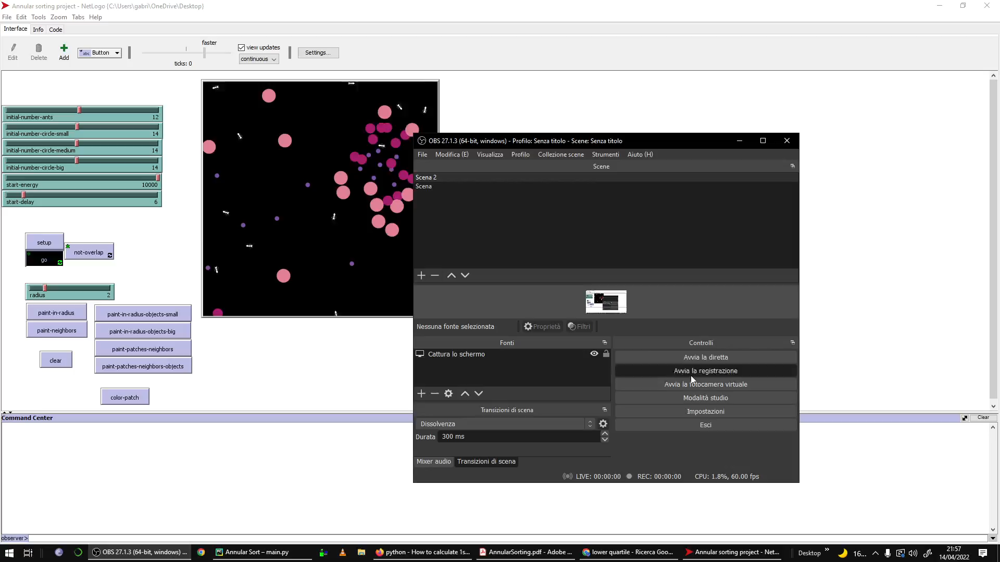 Annular sorting project - NetLogo {C:\Users\gabri\OneDrive\Desktop}
File Edit Tools Zoom Tabs Help
Interface Info Code
Edit
Delete
Add
abc Button
faster
ticks: 0
view updates
continuous
Settings...
initial-number-ants 12
initial-number-circle-small 14
initial-number-circle-medium 14
initial-number-circle-big 14
start-energy 10000
start-delay 6
setup
go
not-overlap
radius 2
paint-in-radius
paint-neighbors
paint-in-radius-objects-small
paint-in-radius-objects-big
paint-patches-neighbors
paint-patches-neighbors-objects
clear
color-patch
OBS 27.1.3 (64-bit, windows) - Profilo: Senza titolo - Scene: Senza titolo
File Modifica (E) Visualizza Profilo Collezione scene Strumenti Aiuto (H)
Scene
Scena 2
Scena
Nessuna fonte selezionata
Proprietà
Filtri
Fonti
Cattura lo schermo
Controlli
Avvia la diretta
Avvia la registrazione
Avvia la fotocamera virtuale
Modalità studio
Impostazioni
Esci
Transizioni di scena
Dissolvenza
Durata 300 ms
Mixer audio Transizioni di scena
LIVE: 00:00:00 REC: 00:00:00 CPU: 1.8%, 60.00 fps
Command Center
Clear
observer>
OBS 27.1.3 (64-bit, windows) ...
Annular Sort – main.py
python - How to calculate 1s...
AnnularSorting.pdf - Adobe ...
lower quartile - Ricerca Goo...
Annular sorting project - Net...
Desktop
16...
21:57
14/04/2022